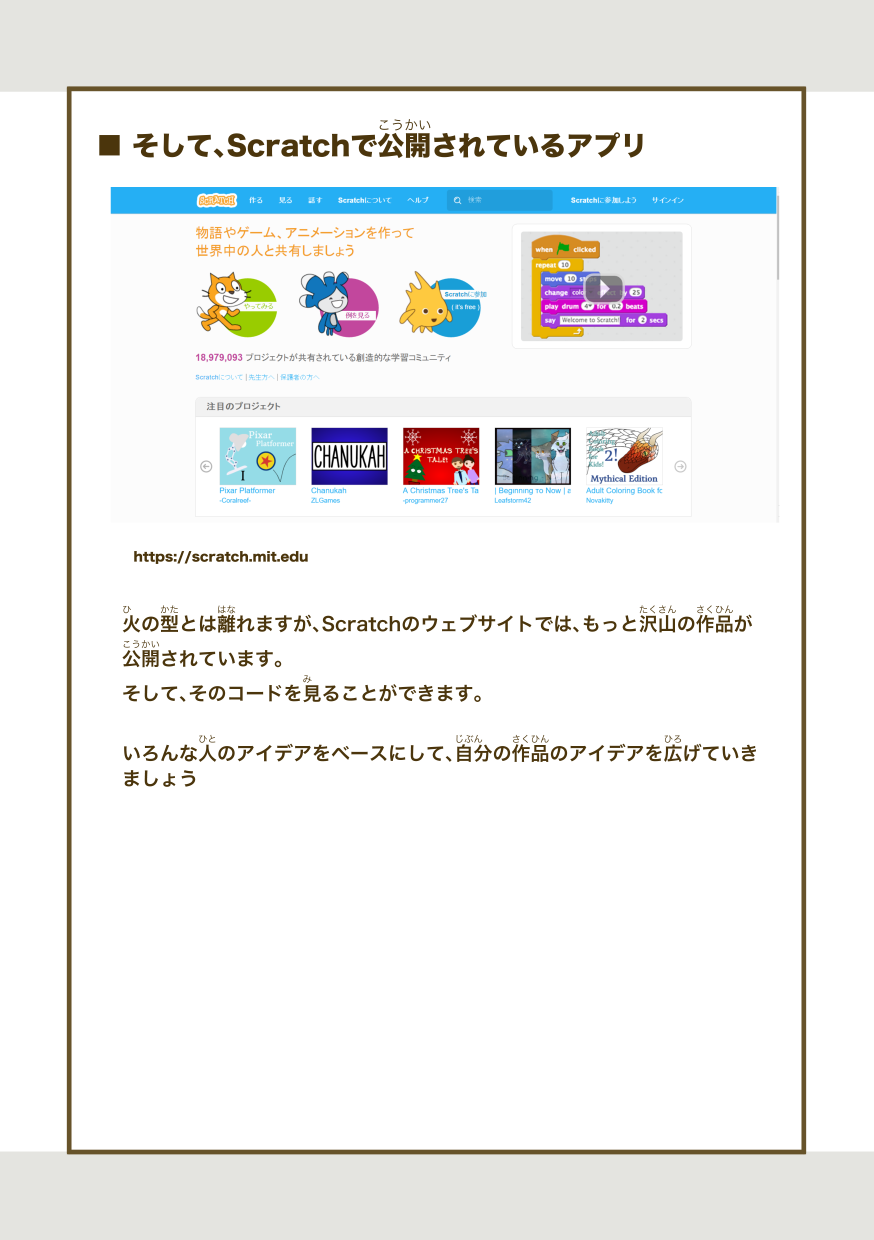 こうかい
■ そして、Scratchで公開されているアプリ
SCRATCH 作る 見る 話す Scratchについて ヘルプ 検索 Scratchに参加しよう サインイン
物語やゲーム、アニメーションを作って
世界中の人と共有しましょう
やってみる
例を見る
Scratchに参加
( it's free )
when clicked
repeat 10
move 10
change 25
play drum 4 for 0.2 beats
say Welcome to Scratch! for 2 secs
18,979,093 プロジェクトが共有されている創造的な学習コミュニティ
Scratchについて | 先生方へ | 保護者の方へ
注目のプロジェクト
Pixar
Platformer
CHANUKAH
A CHRISTMAS TREE'S
TALE!
2!
Kids!
Mythical Edition
Pixar Platformer
-Coralreef-
Chanukah
ZLGames
A Christmas Tree's Ta
-programmer27
| Beginning To Now | a
Leafstorm42
Adult Coloring Book fo
Novakitty
https://scratch.mit.edu
ひ かた はな たくさん さくひん
火の型とは離れますが、Scratchのウェブサイトでは、もっと沢山の作品が
こうかい
公開されています。
み
そして、そのコードを見ることができます。
ひと じぶん さくひん ひろ
いろんな人のアイデアをベースにして、自分の作品のアイデアを広げていき
ましょう